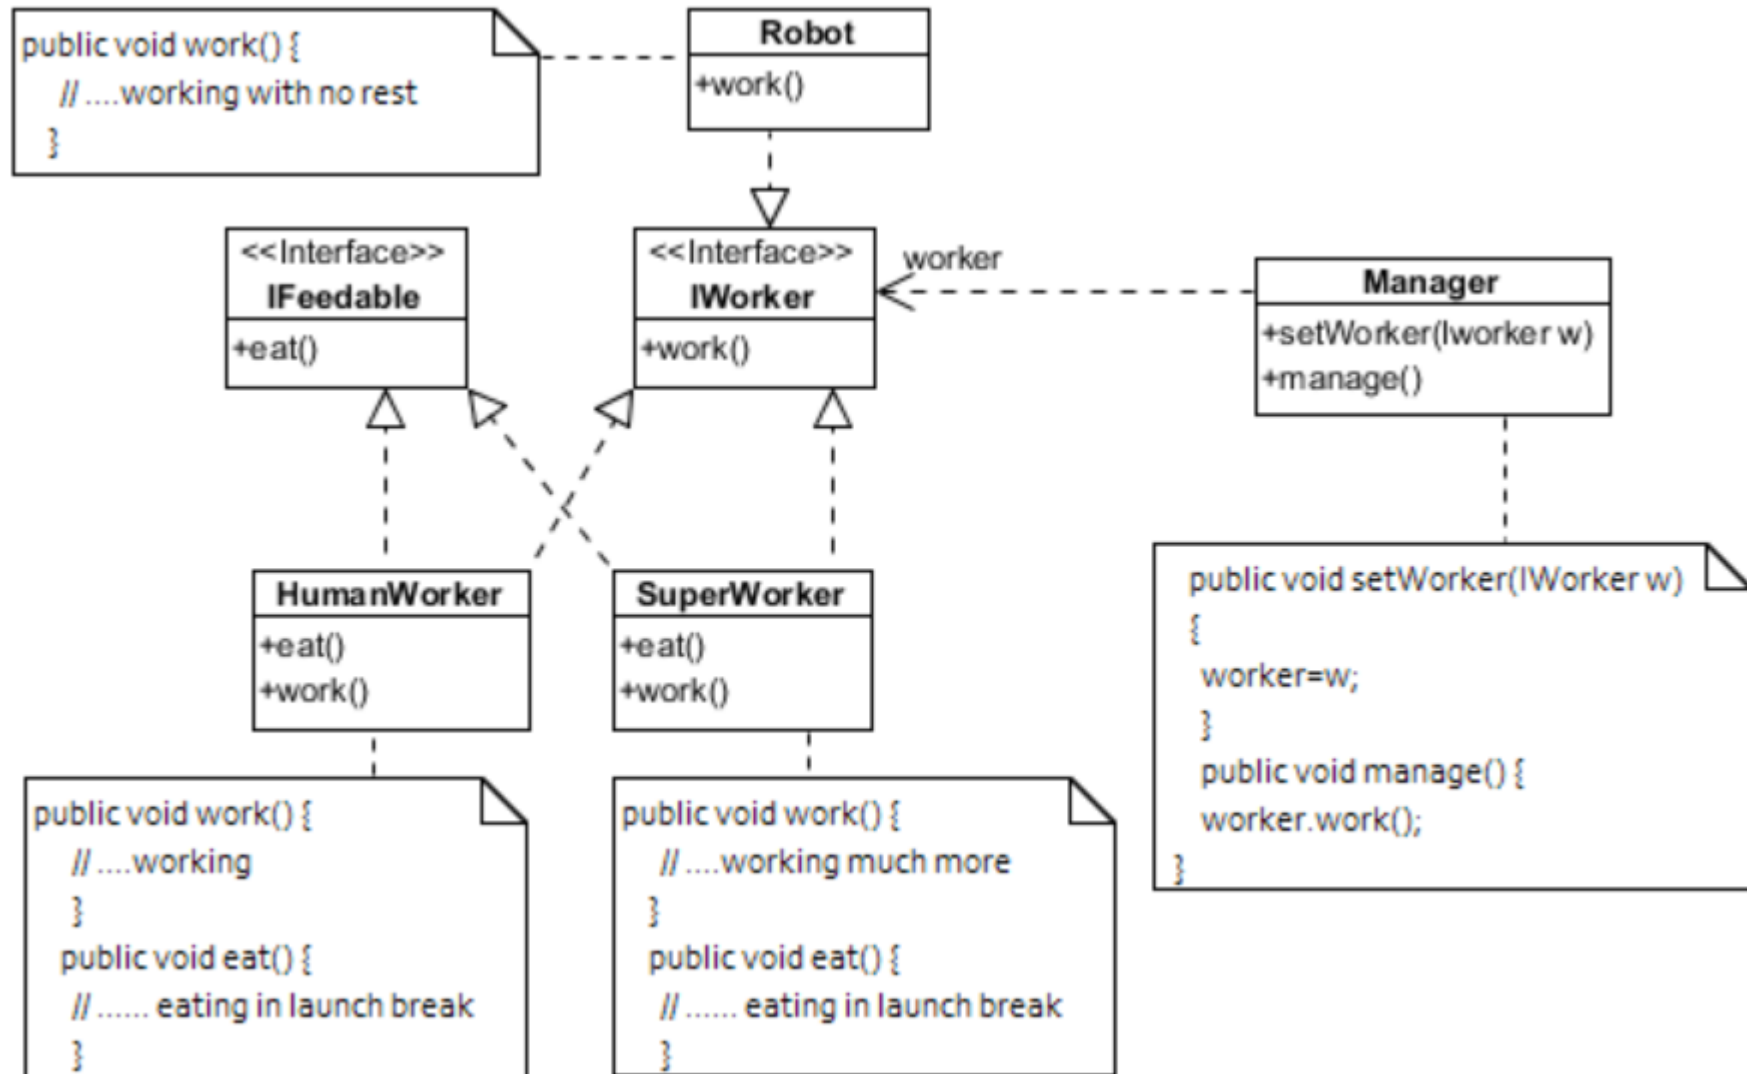 public void work() {
// ....working with no rest
}
Robot
+work()
<<Interface>>
IFeedable
+eat()
<<Interface>>
IWorker
+work()
worker
Manager
+setWorker(Iworker w)
+manage()
HumanWorker
+eat()
+work()
SuperWorker
+eat()
+work()
public void setWorker(IWorker w)
{
worker=w;
}
public void manage() {
worker.work();
}
public void work() {
// ....working
}
public void eat() {
// ...... eating in launch break
}
public void work() {
// ....working much more
}
public void eat() {
// ...... eating in launch break
}